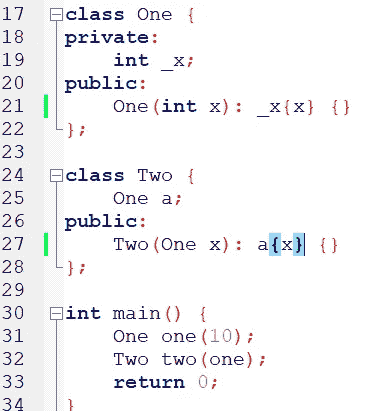 17 class One {
18 private:
19     int _x;
20 public:
21     One(int x): _x{x} {}
22 };
23
24 class Two {
25     One a;
26 public:
27     Two(One x): a{x} {}
28 };
29
30 int main() {
31     One one(10);
32     Two two(one);
33     return 0;
34 }